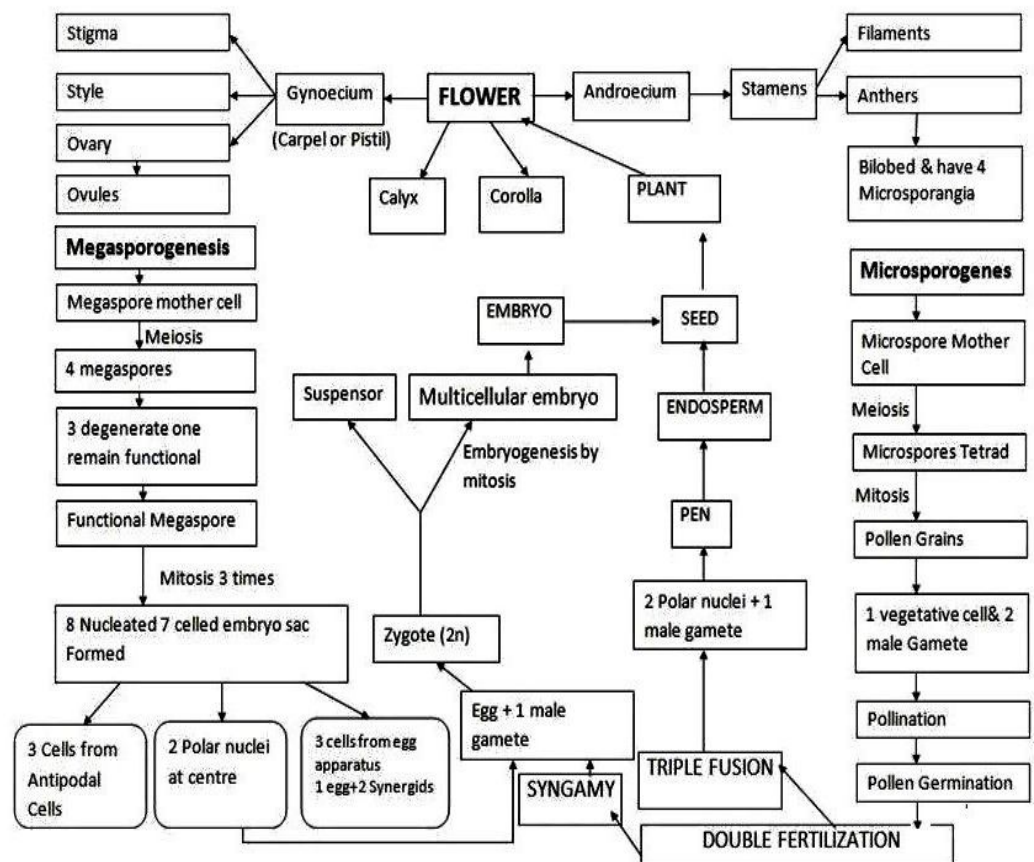 Stigma
Style
Ovary
Ovules
Gynoecium
(Carpel or Pistil)
FLOWER
Calyx
Corolla
Androecium
Stamens
Filaments
Anthers
Bilobed & have 4
Microsporangia
PLANT
Megasporogenesis
Megaspore mother cell
Meiosis
4 megaspores
3 degenerate one
remain functional
Functional Megaspore
Mitosis 3 times
8 Nucleated 7 celled embryo sac
Formed
3 Cells from
Antipodal
Cells
2 Polar nuclei
at centre
3 cells from egg
apparatus
1 egg+2 Synergids
EMBRYO
SEED
Suspensor
Multicellular embryo
Embryogenesis by
mitosis
ENDOSPERM
PEN
2 Polar nuclei + 1
male gamete
Zygote (2n)
Egg + 1 male
gamete
SYNGAMY
TRIPLE FUSION
DOUBLE FERTILIZATION
Microsporogenes
Microspore Mother
Cell
Meiosis
Microspores Tetrad
Mitosis
Pollen Grains
1 vegetative cell& 2
male Gamete
Pollination
Pollen Germination